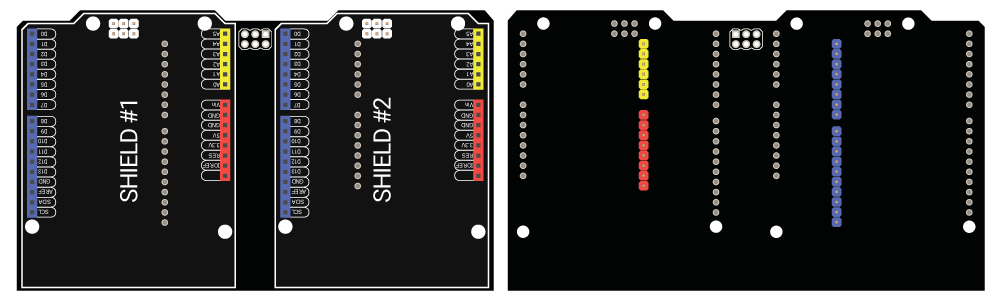 D0
D1
D2
D3
D4
D5
D6
D7
D8
D9
D10
D11
D12
D13
GND
AREF
SDA
SCL
SHIELD #1
A5
A4
A3
A2
A1
A0
Vin
GND
GND
5V
3.3V
RES
IOREF
D0
D1
D2
D3
D4
D5
D6
D7
D8
D9
D10
D11
D12
D13
GND
AREF
SDA
SCL
SHIELD #2
A5
A4
A3
A2
A1
A0
Vin
GND
GND
5V
3.3V
RES
IOREF